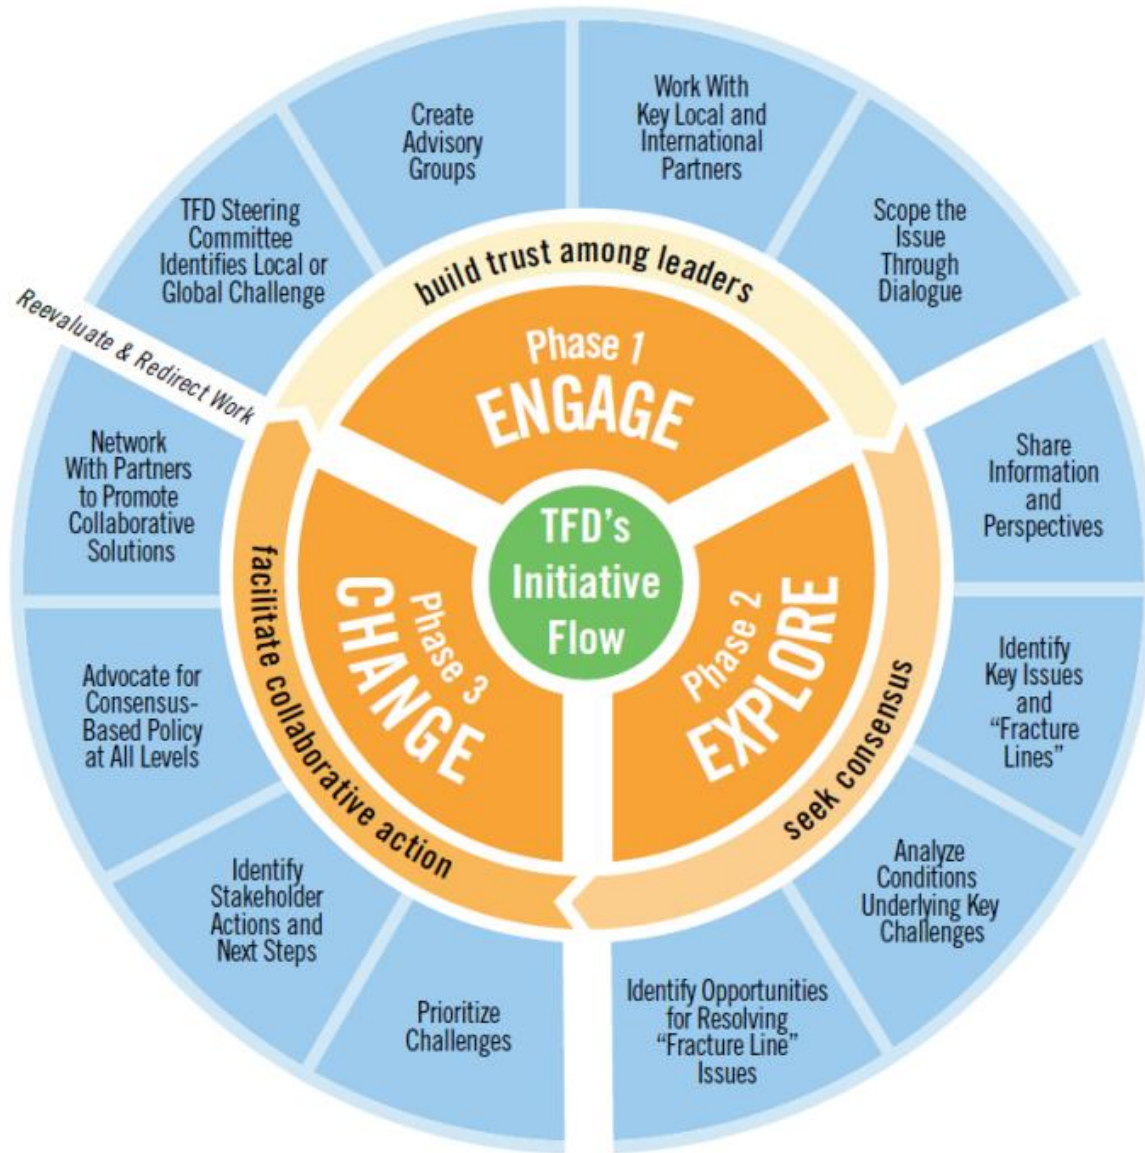 TFD's
Initiative
Flow
Phase 1
ENGAGE
build trust among leaders
TFD Steering
Committee
Identifies Local or
Global Challenge
Create
Advisory
Groups
Work With
Key Local and
International
Partners
Scope the
Issue
Through
Dialogue
Phase 2
EXPLORE
seek consensus
Share
Information
and
Perspectives
Identify
Key Issues
and
“Fracture
Lines”
Analyze
Conditions
Underlying Key
Challenges
Identify Opportunities
for Resolving
“Fracture Line”
Issues
Phase 3
CHANGE
facilitate collaborative action
Prioritize
Challenges
Identify
Stakeholder
Actions and
Next Steps
Advocate for
Consensus-
Based Policy
at All Levels
Network
With Partners
to Promote
Collaborative
Solutions
Reevaluate & Redirect Work